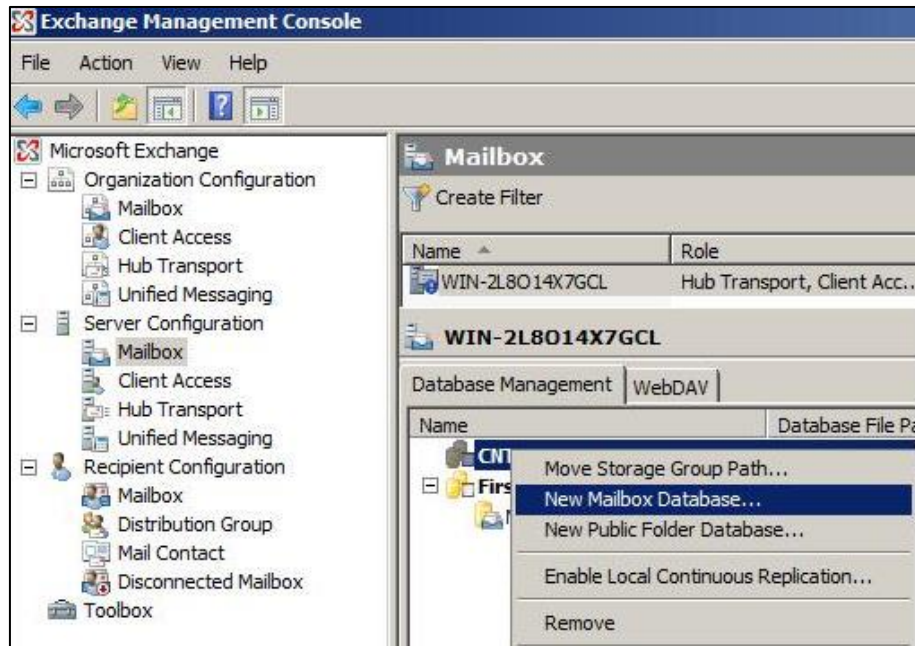 Exchange Management Console
File Action View Help
Microsoft Exchange
Organization Configuration
Mailbox
Client Access
Hub Transport
Unified Messaging
Server Configuration
Mailbox
Client Access
Hub Transport
Unified Messaging
Recipient Configuration
Mailbox
Distribution Group
Mail Contact
Disconnected Mailbox
Toolbox
Mailbox
Create Filter
Name Role
WIN-2L8O14X7GCL Hub Transport, Client Acc...
WIN-2L8O14X7GCL
Database Management WebDAV
Name Database File Pa
CNT
Firs
Move Storage Group Path...
New Mailbox Database...
New Public Folder Database...
Enable Local Continuous Replication...
Remove